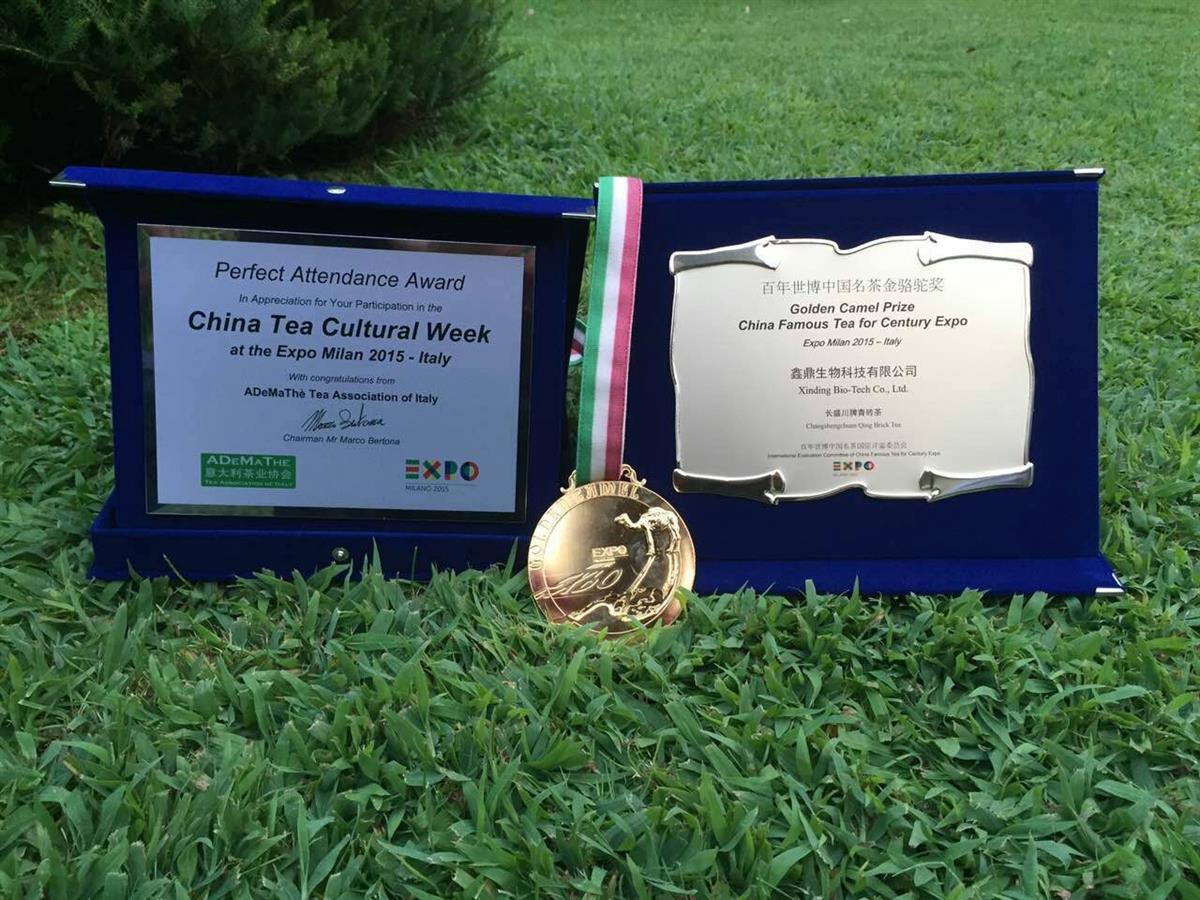 Perfect Attendance Award
In Appreciation for Your Participation in the
China Tea Cultural Week
at the Expo Milan 2015 - Italy
With congratulations from
ADeMaThè Tea Association of Italy
Chairman Mr Marco Bertona
ADEMATHE
意大利茶业协会
TEA ASSOCIATION OF ITALY
EXPO
MILANO 2015
百年世博中国名茶金骆驼奖
Golden Camel Prize
China Famous Tea for Century Expo
Expo Milan 2015 – Italy
鑫鼎生物科技有限公司
Xinding Bio-Tech Co., Ltd.
长盛川牌青砖茶
Changshengchuan Qing Brick Tea
百年世博中国名茶国际评鉴委员会
International Evaluation Committee of China Famous Tea for Century Expo
EXPO
MILANO 2015
GOLDEN CAMEL
EXPO